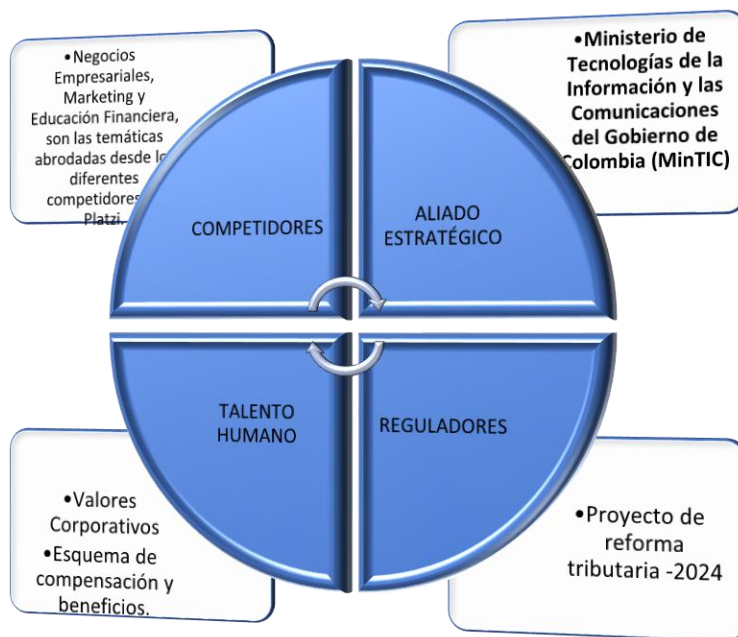 •Negocios
Empresariales,
Marketing y
Educación Financiera,
son las temáticas
abrodadas desde
diferentes
competidores
Platzi.
•Ministerio de
Tecnologías de la
Información y las
Comunicaciones
del Gobierno de
Colombia (MinTIC)
COMPETIDORES
ALIADO
ESTRATÉGICO
TALENTO
HUMANO
REGULADORES
•Valores
Corporativos
•Esquema de
compensación y
beneficios.
•Proyecto de
reforma
tributaria -2024